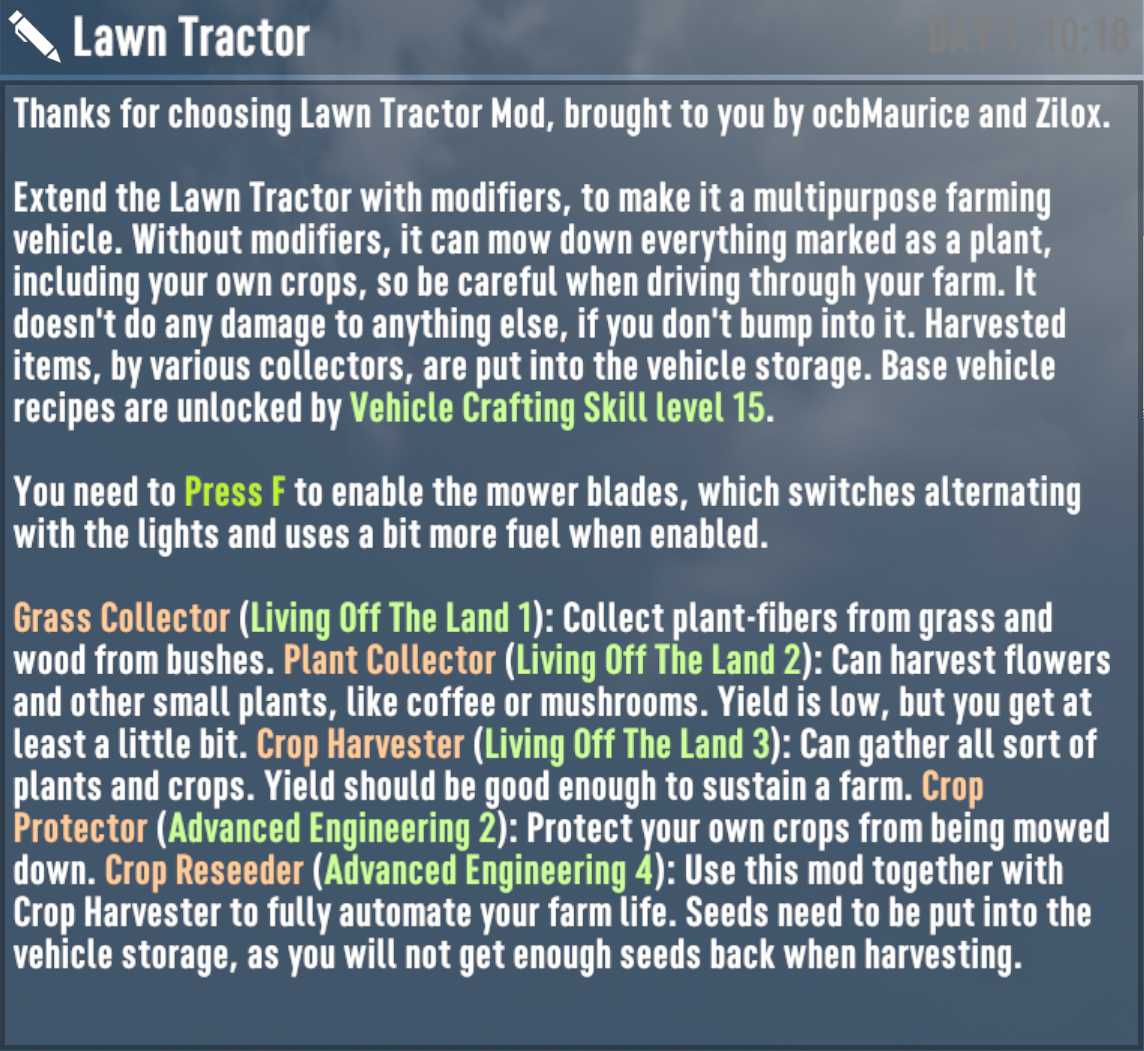 Lawn Tractor
DAY 1, 10:18
Thanks for choosing Lawn Tractor Mod, brought to you by ocbMaurice and Zilox.
Extend the Lawn Tractor with modifiers, to make it a multipurpose farming
vehicle. Without modifiers, it can mow down everything marked as a plant,
including your own crops, so be careful when driving through your farm. It
doesn't do any damage to anything else, if you don't bump into it. Harvested
items, by various collectors, are put into the vehicle storage. Base vehicle
recipes are unlocked by Vehicle Crafting Skill level 15.
You need to Press F to enable the mower blades, which switches alternating
with the lights and uses a bit more fuel when enabled.
Grass Collector (Living Off The Land 1): Collect plant-fibers from grass and
wood from bushes. Plant Collector (Living Off The Land 2): Can harvest flowers
and other small plants, like coffee or mushrooms. Yield is low, but you get at
least a little bit. Crop Harvester (Living Off The Land 3): Can gather all sort of
plants and crops. Yield should be good enough to sustain a farm. Crop
Protector (Advanced Engineering 2): Protect your own crops from being mowed
down. Crop Reseeder (Advanced Engineering 4): Use this mod together with
Crop Harvester to fully automate your farm life. Seeds need to be put into the
vehicle storage, as you will not get enough seeds back when harvesting.